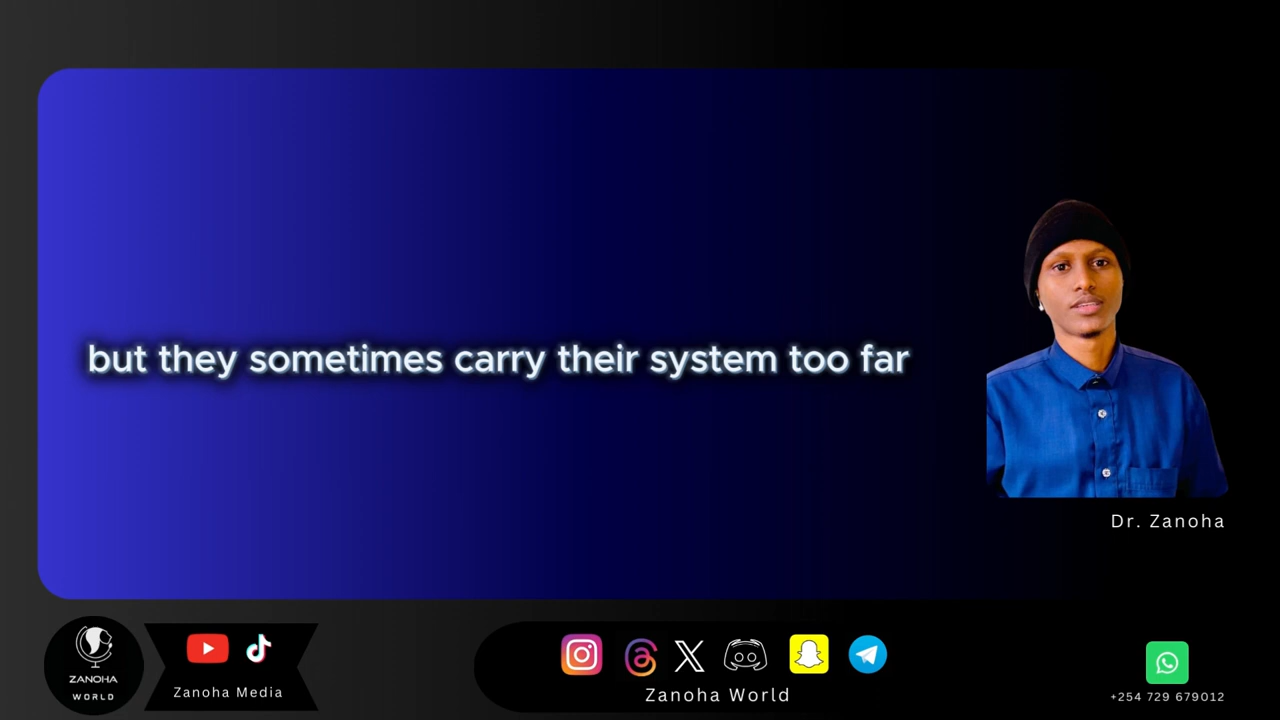 but they sometimes carry their system too far
Dr. Zanoha
ZANOHA
WORLD
Zanoha Media
Zanoha World
+254 729 679012